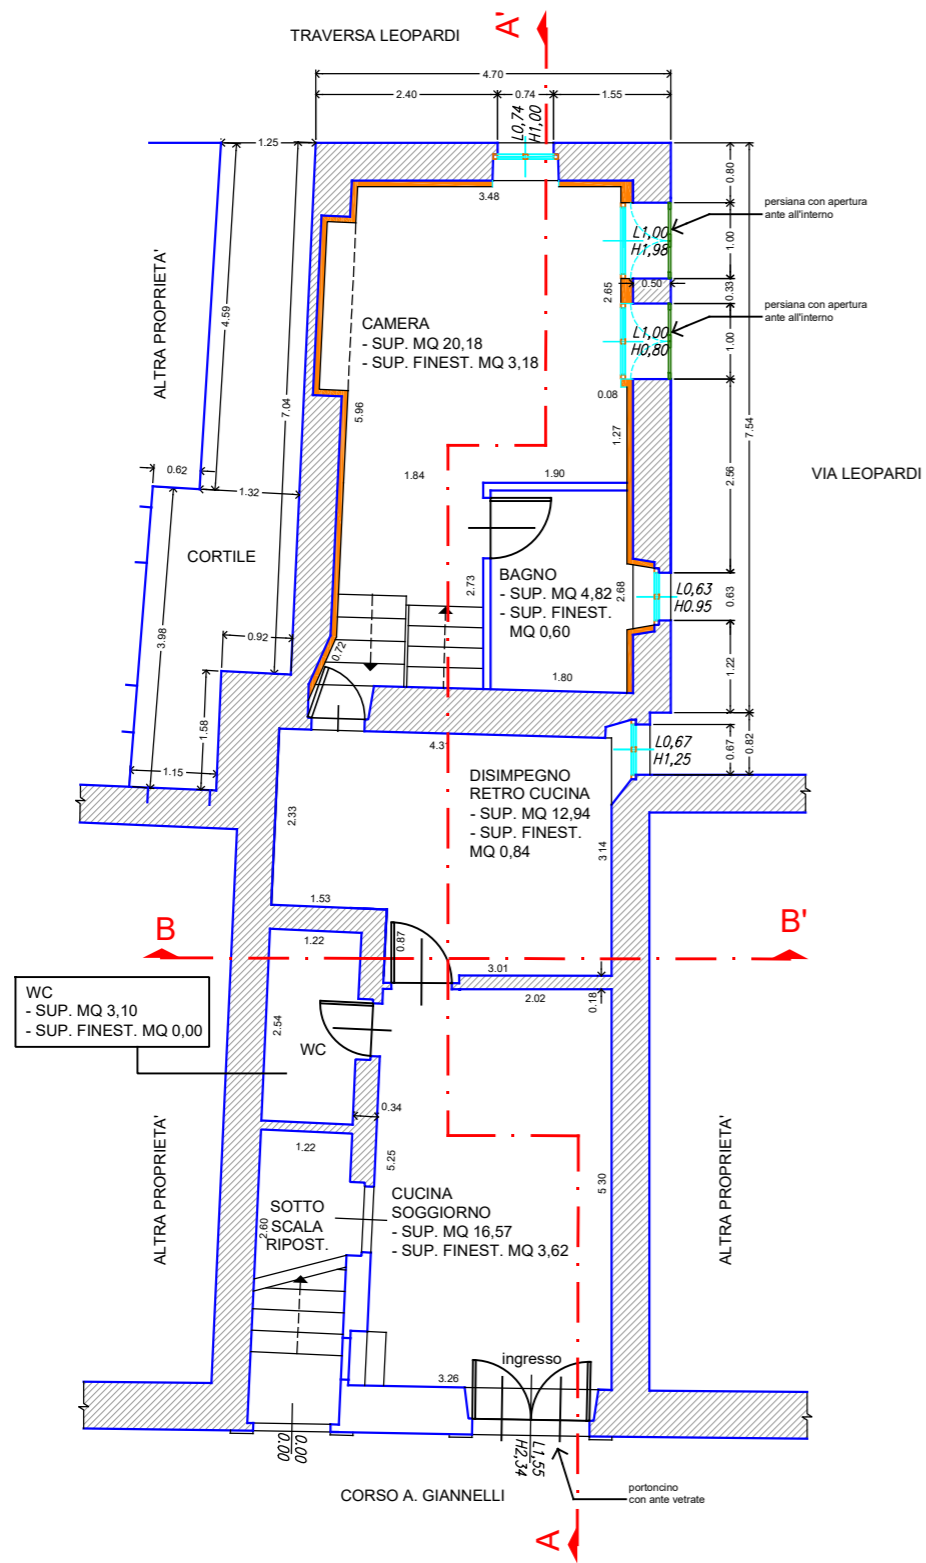 TRAVERSA LEOPARDI
A'
4.70
2.40
0.74
1.55
L0,74
H1,00
1.25
3.48
0.80
persiana con apertura
ante all'interno
L1,00
H1,98
1.00
0.50
0.33
2.65
persiana con apertura
ante all'interno
L1,00
H0,80
1.00
ALTRA PROPRIETA'
4.59
7.04
CAMERA
- SUP. MQ 20,18
- SUP. FINEST. MQ 3,18
0.08
5.96
1.27
7.54
2.56
VIA LEOPARDI
0.62
1.32
1.84
1.90
CORTILE
BAGNO
- SUP. MQ 4,82
- SUP. FINEST.
MQ 0,60
2.73
2.68
L0,63
H0.95
0.63
3.98
0.92
0.72
1.80
1.22
1.58
1.15
4.31
L0,67
H1,25
0.67
0.82
DISIMPEGNO
RETRO CUCINA
- SUP. MQ 12,94
- SUP. FINEST.
MQ 0,84
2.33
3.14
1.53
B
1.22
0.87
B'
3.01
2.02
0.18
WC
- SUP. MQ 3,10
- SUP. FINEST. MQ 0,00
2.54
WC
0.34
ALTRA PROPRIETA'
1.22
5.25
5.30
ALTRA PROPRIETA'
SOTTO
SCALA
RIPOST.
2.60
CUCINA
SOGGIORNO
- SUP. MQ 16,57
- SUP. FINEST. MQ 3,62
ingresso
3.26
0.00
0.00
L1,55
H2,34
CORSO A. GIANNELLI
portoncino
con ante vetrate
A